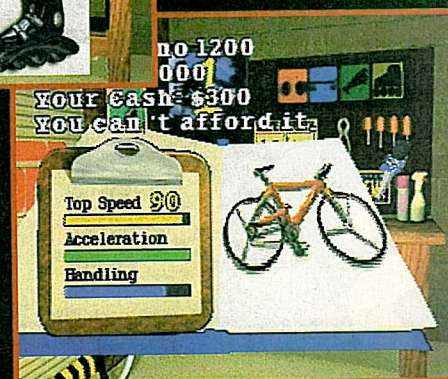 no 1200
000
Your Cash: $300
You can't afford it.
Top Speed 90
Acceleration
Handling